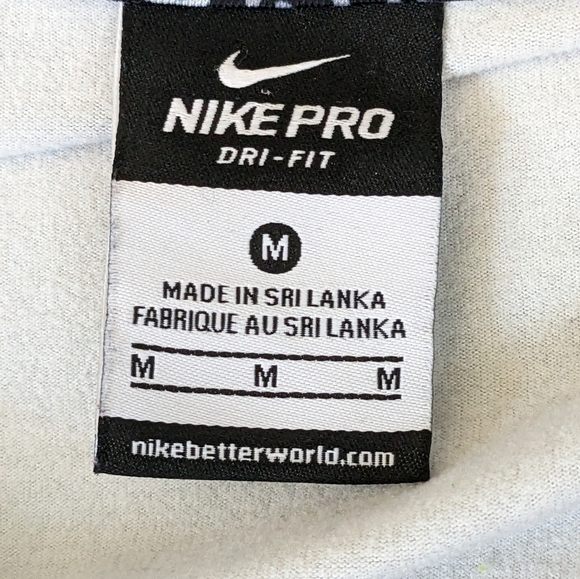 NIKE PRO
DRI-FIT
M
MADE IN SRI LANKA
FABRIQUE AU SRI LANKA
M M M
nikebetterworld.com